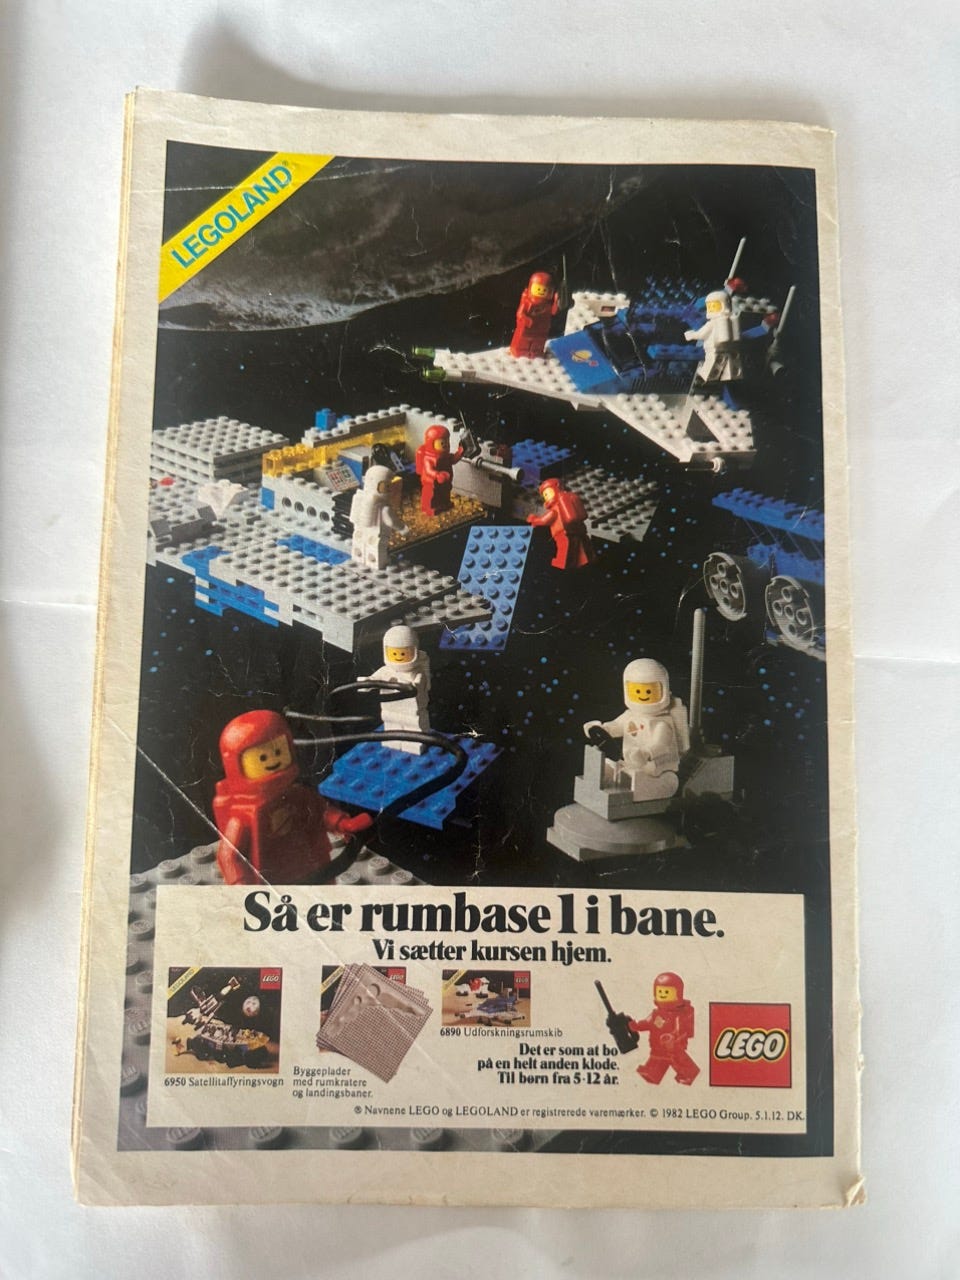 LEGOLAND®
Så er rumbase 1 i bane.
Vi sætter kursen hjem.
LEGO
LEGO
LEGO
6950 Satellitaffyringsvogn
Byggeplader
med rumkratere
og landingsbaner.
6890 Udforskningsrumskib
Det er som at bo
på en helt anden klode.
Til børn fra 5-12 år.
LEGO
® Navnene LEGO og LEGOLAND er registrerede varemærker. © 1982 LEGO Group. 5.1.12. DK.